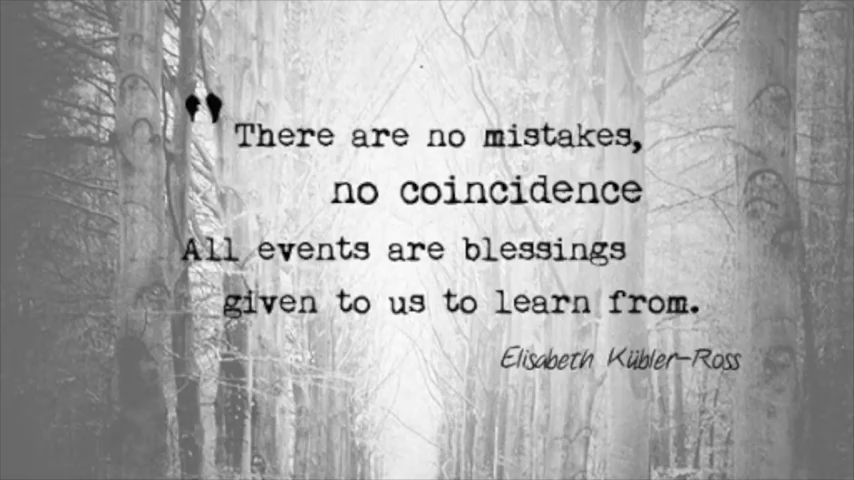 "There are no mistakes,
no coincidence
All events are blessings
given to us to learn from.
Elisabeth Kübler-Ross